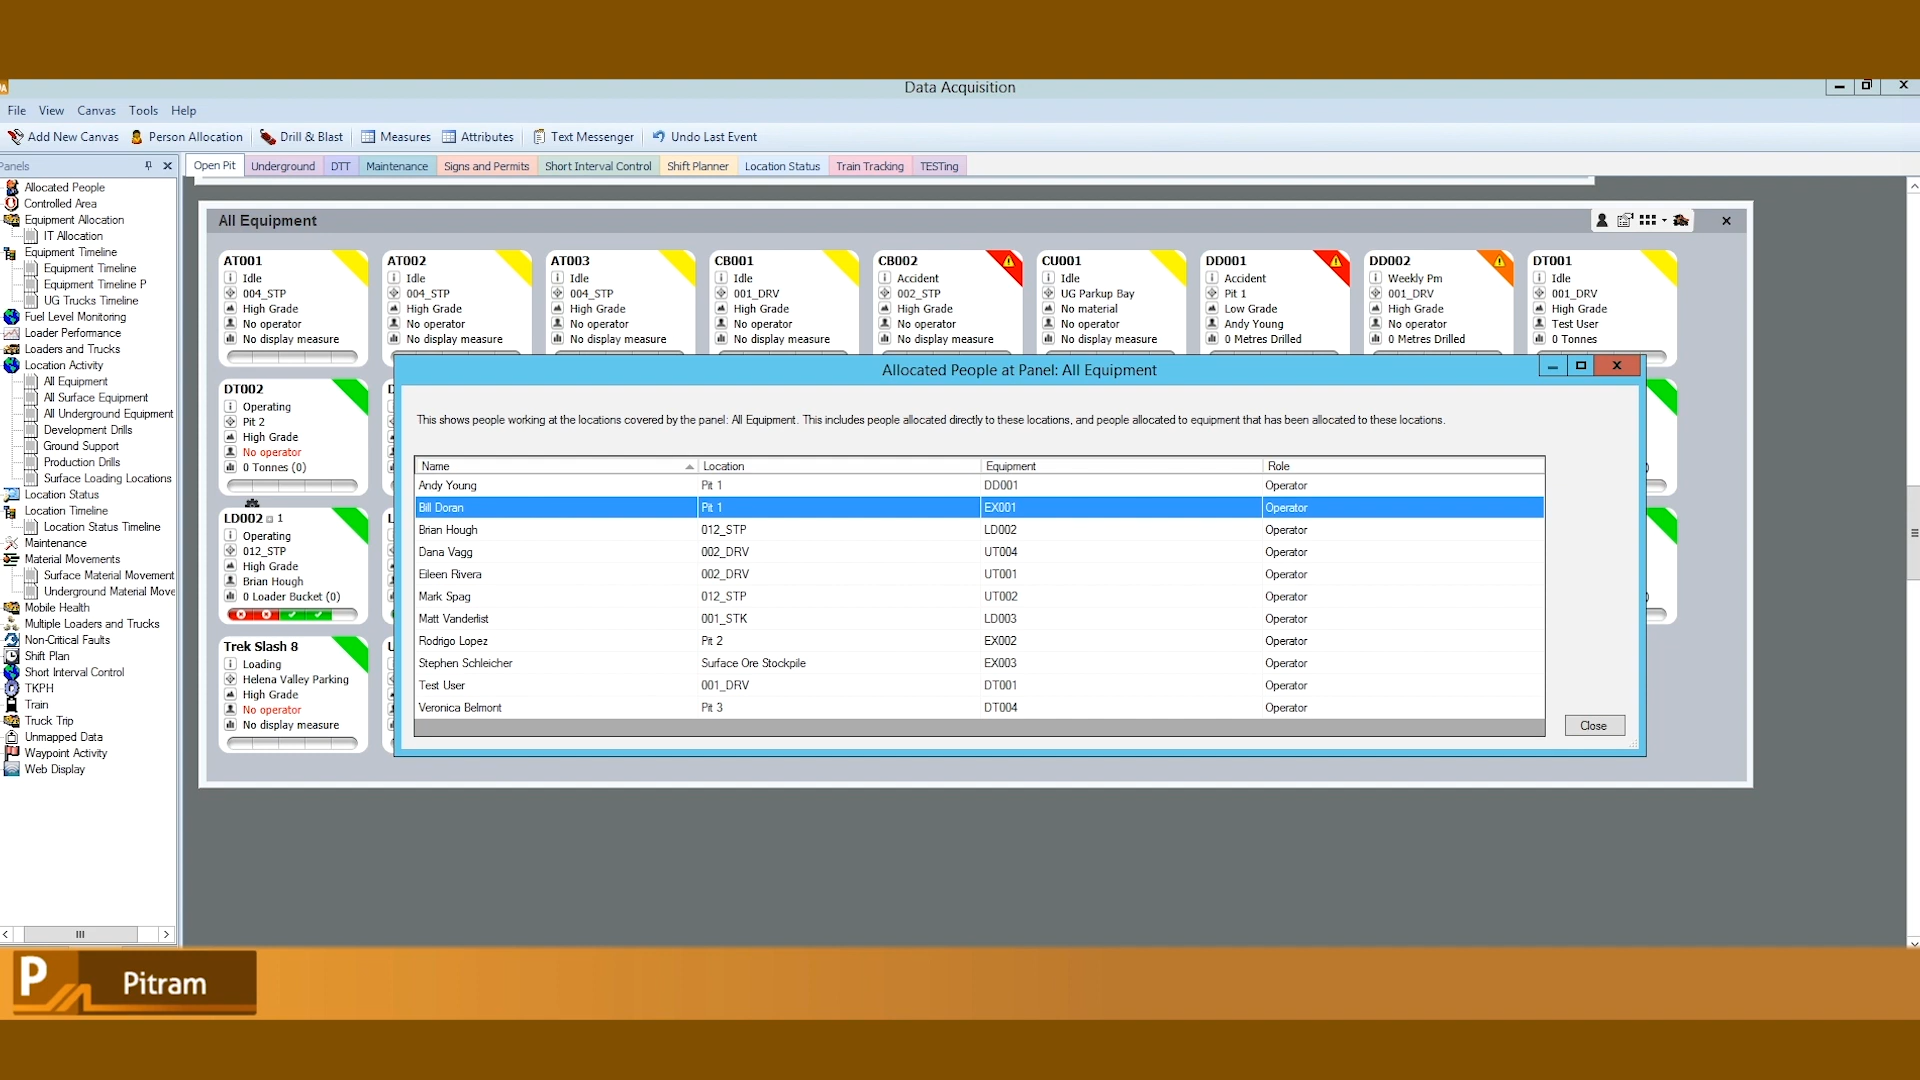 Data Acquisition
File View Canvas Tools Help
Add New Canvas Person Allocation Drill & Blast Measures Attributes Text Messenger Undo Last Event
Panels
Open Pit Underground DTT Maintenance Signs and Permits Short Interval Control Shift Planner Location Status Train Tracking TESTing
Allocated People
Controlled Area
Equipment Allocation
IT Allocation
Equipment Timeline
Equipment Timeline
Equipment Timeline P
UG Trucks Timeline
Fuel Level Monitoring
Loader Performance
Loaders and Trucks
Location Activity
All Equipment
All Surface Equipment
All Underground Equipment
Development Drills
Ground Support
Production Drills
Surface Loading Locations
Location Status
Location Timeline
Location Status Timeline
Maintenance
Material Movements
Surface Material Movement
Underground Material Move
Mobile Health
Multiple Loaders and Trucks
Non-Critical Faults
Shift Plan
Short Interval Control
TKPH
Train
Truck Trip
Unmapped Data
Waypoint Activity
Web Display
All Equipment
AT001
Idle
004_STP
High Grade
No operator
No display measure
AT002
Idle
004_STP
High Grade
No operator
No display measure
AT003
Idle
004_STP
High Grade
No operator
No display measure
CB001
Idle
001_DRV
High Grade
No operator
No display measure
CB002
Accident
002_STP
High Grade
No operator
No display measure
CU001
Idle
UG Parkup Bay
No material
No operator
No display measure
DD001
Accident
Pit 1
Low Grade
Andy Young
0 Metres Drilled
DD002
Weekly Pm
001_DRV
High Grade
No operator
0 Metres Drilled
DT001
Idle
001_DRV
High Grade
Test User
0 Tonnes
DT002
Operating
Pit 2
High Grade
No operator
0 Tonnes (0)
LD002 1
Operating
012_STP
High Grade
Brian Hough
0 Loader Bucket (0)
Trek Slash 8
Loading
Helena Valley Parking
High Grade
No operator
No display measure
Allocated People at Panel: All Equipment
This shows people working at the locations covered by the panel: All Equipment. This includes people allocated directly to these locations, and people allocated to equipment that has been allocated to these locations.
Name Location Equipment Role
Andy Young Pit 1 DD001 Operator
Bill Doran Pit 1 EX001 Operator
Brian Hough 012_STP LD002 Operator
Dana Vagg 002_DRV UT004 Operator
Eileen Rivera 002_DRV UT001 Operator
Mark Spag 012_STP UT002 Operator
Matt Vanderlist 001_STK LD003 Operator
Rodrigo Lopez Pit 2 EX002 Operator
Stephen Schleicher Surface Ore Stockpile EX003 Operator
Test User 001_DRV DT001 Operator
Veronica Belmont Pit 3 DT004 Operator
Close
P Pitram